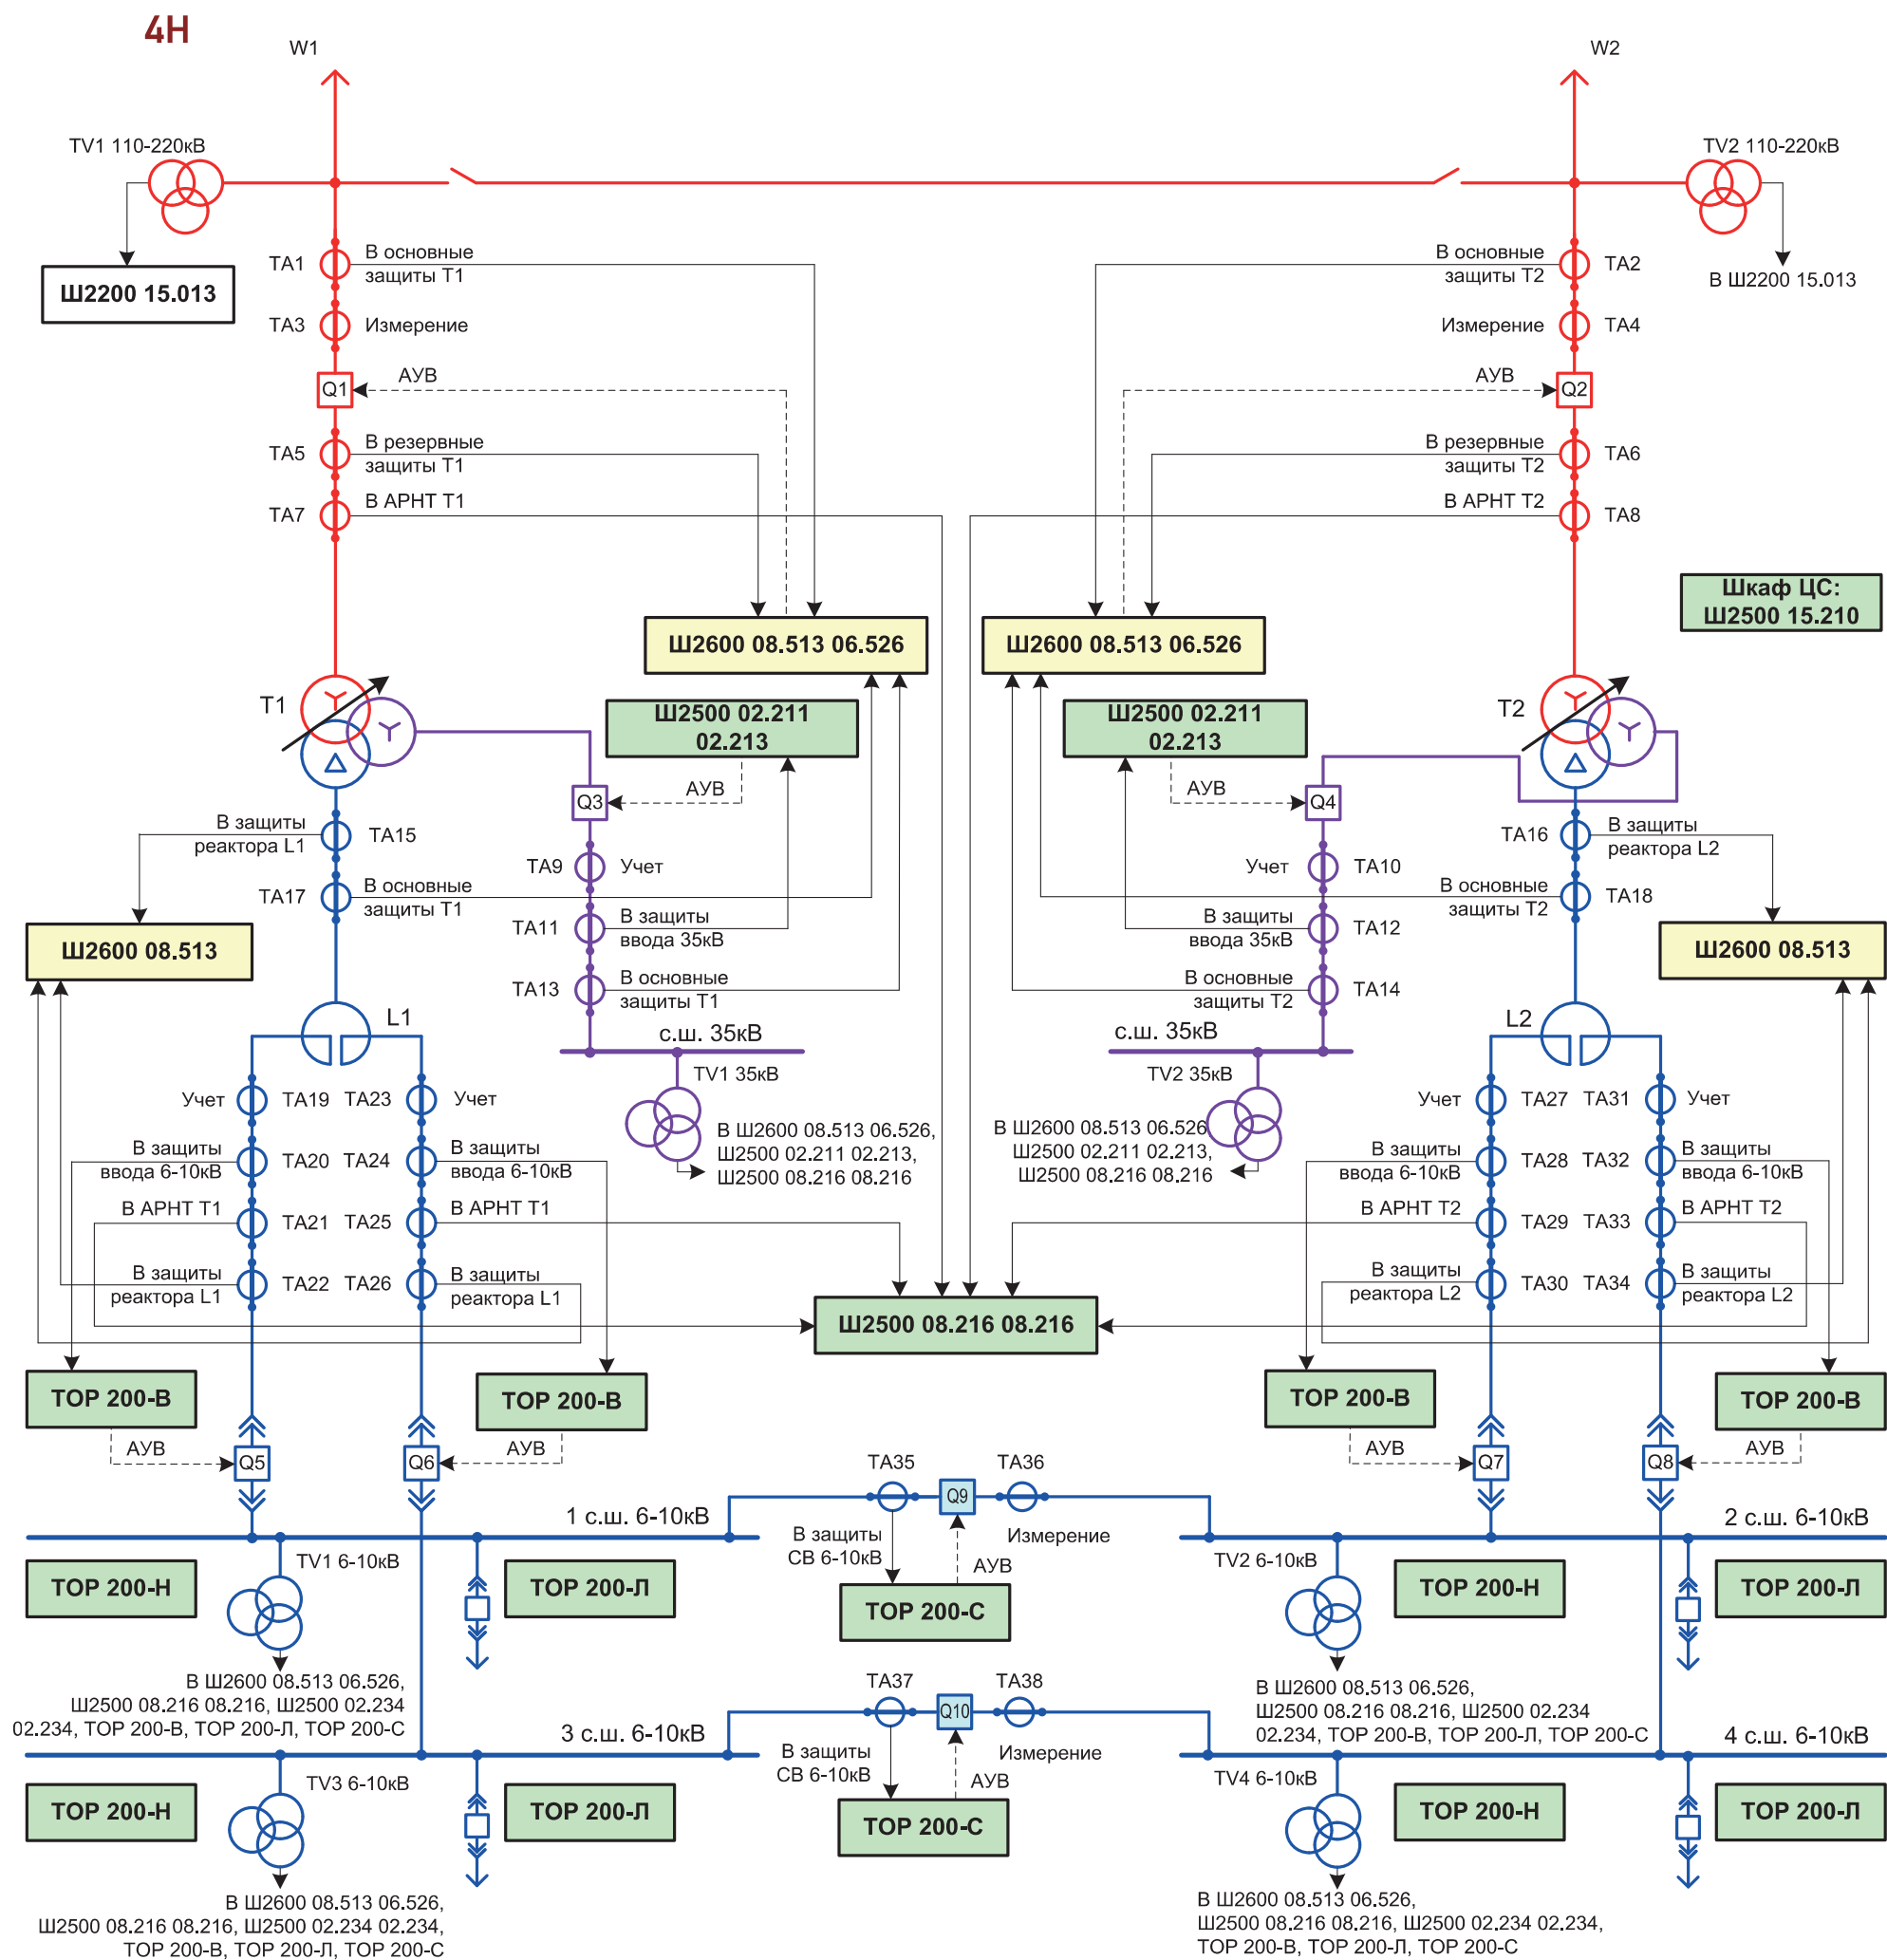 4Н
W1
W2
TV1 110-220кВ
TV2 110-220кВ
Ш2200 15.013
В Ш2200 15.013
TA1
В основные
защиты Т1
В основные
защиты Т2
TA2
TA3
Измерение
Измерение
TA4
Q1
АУВ
АУВ
Q2
TA5
В резервные
защиты Т1
В резервные
защиты Т2
TA6
TA7
В АРНТ Т1
В АРНТ Т2
TA8
Шкаф ЦС:
Ш2500 15.210
Ш2600 08.513 06.526
Ш2600 08.513 06.526
T1
T2
Ш2500 02.211
02.213
Ш2500 02.211
02.213
Q3
АУВ
АУВ
Q4
В защиты
реактора L1
TA15
TA16
В защиты
реактора L2
TA9
Учет
Учет
TA10
TA17
В основные
защиты Т1
В основные
защиты Т2
TA18
TA11
В защиты
ввода 35кВ
В защиты
ввода 35кВ
TA12
Ш2600 08.513
Ш2600 08.513
TA13
В основные
защиты Т1
В основные
защиты Т2
TA14
L1
L2
с.ш. 35кВ
с.ш. 35кВ
TV1 35кВ
TV2 35кВ
В Ш2600 08.513 06.526,
Ш2500 02.211 02.213,
Ш2500 08.216 08.216
В Ш2600 08.513 06.526
Ш2500 02.211 02.213,
Ш2500 08.216 08.216
Учет
TA19
TA23
Учет
Учет
TA27
TA31
Учет
В защиты
ввода 6-10кВ
TA20
TA24
В защиты
ввода 6-10кВ
В защиты
ввода 6-10кВ
TA28
TA32
В защиты
ввода 6-10кВ
В АРНТ Т1
TA21
TA25
В АРНТ Т1
В АРНТ Т2
TA29
TA33
В АРНТ Т2
В защиты
реактора L1
TA22
TA26
В защиты
реактора L1
В защиты
реактора L2
TA30
TA34
В защиты
реактора L2
Ш2500 08.216 08.216
ТОР 200-В
ТОР 200-В
ТОР 200-В
ТОР 200-В
АУВ
Q5
Q6
АУВ
АУВ
Q7
Q8
АУВ
TA35
Q9
TA36
1 с.ш. 6-10кВ
2 с.ш. 6-10кВ
В защиты
СВ 6-10кВ
Измерение
АУВ
ТОР 200-Н
TV1 6-10кВ
ТОР 200-Л
ТОР 200-С
TV2 6-10кВ
ТОР 200-Н
ТОР 200-Л
В Ш2600 08.513 06.526,
Ш2500 08.216 08.216, Ш2500 02.234
02.234, ТОР 200-В, ТОР 200-Л, ТОР 200-С
В Ш2600 08.513 06.526,
Ш2500 08.216 08.216, Ш2500 02.234
02.234, ТОР 200-В, ТОР 200-Л, ТОР 200-С
TA37
Q10
TA38
3 с.ш. 6-10кВ
4 с.ш. 6-10кВ
В защиты
СВ 6-10кВ
Измерение
АУВ
ТОР 200-Н
TV3 6-10кВ
ТОР 200-Л
ТОР 200-С
TV4 6-10кВ
ТОР 200-Н
ТОР 200-Л
В Ш2600 08.513 06.526,
Ш2500 08.216 08.216, Ш2500 02.234 02.234,
ТОР 200-В, ТОР 200-Л, ТОР 200-С
В Ш2600 08.513 06.526,
Ш2500 08.216 08.216, Ш2500 02.234 02.234,
ТОР 200-В, ТОР 200-Л, ТОР 200-С